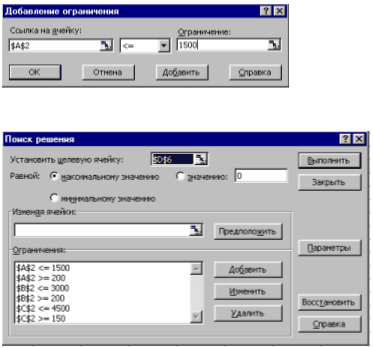 Добавление ограничения
Ссылка на ячейку: Ограничение:
$A$2 <= 1500
ОК Отмена Добавить Справка
Поиск решения
Установить целевую ячейку: $D$6 Выполнить
Равной: максимальному значению значению: 0 Закрыть
минимальному значению
Изменяя ячейки:
Предположить
Ограничения: Параметры
$A$2 <= 1500 Добавить
$A$2 >= 200
$B$2 <= 3000 Изменить
$B$2 >= 200 Восстановить
$C$2 <= 4500 Удалить
$C$2 >= 150 Справка